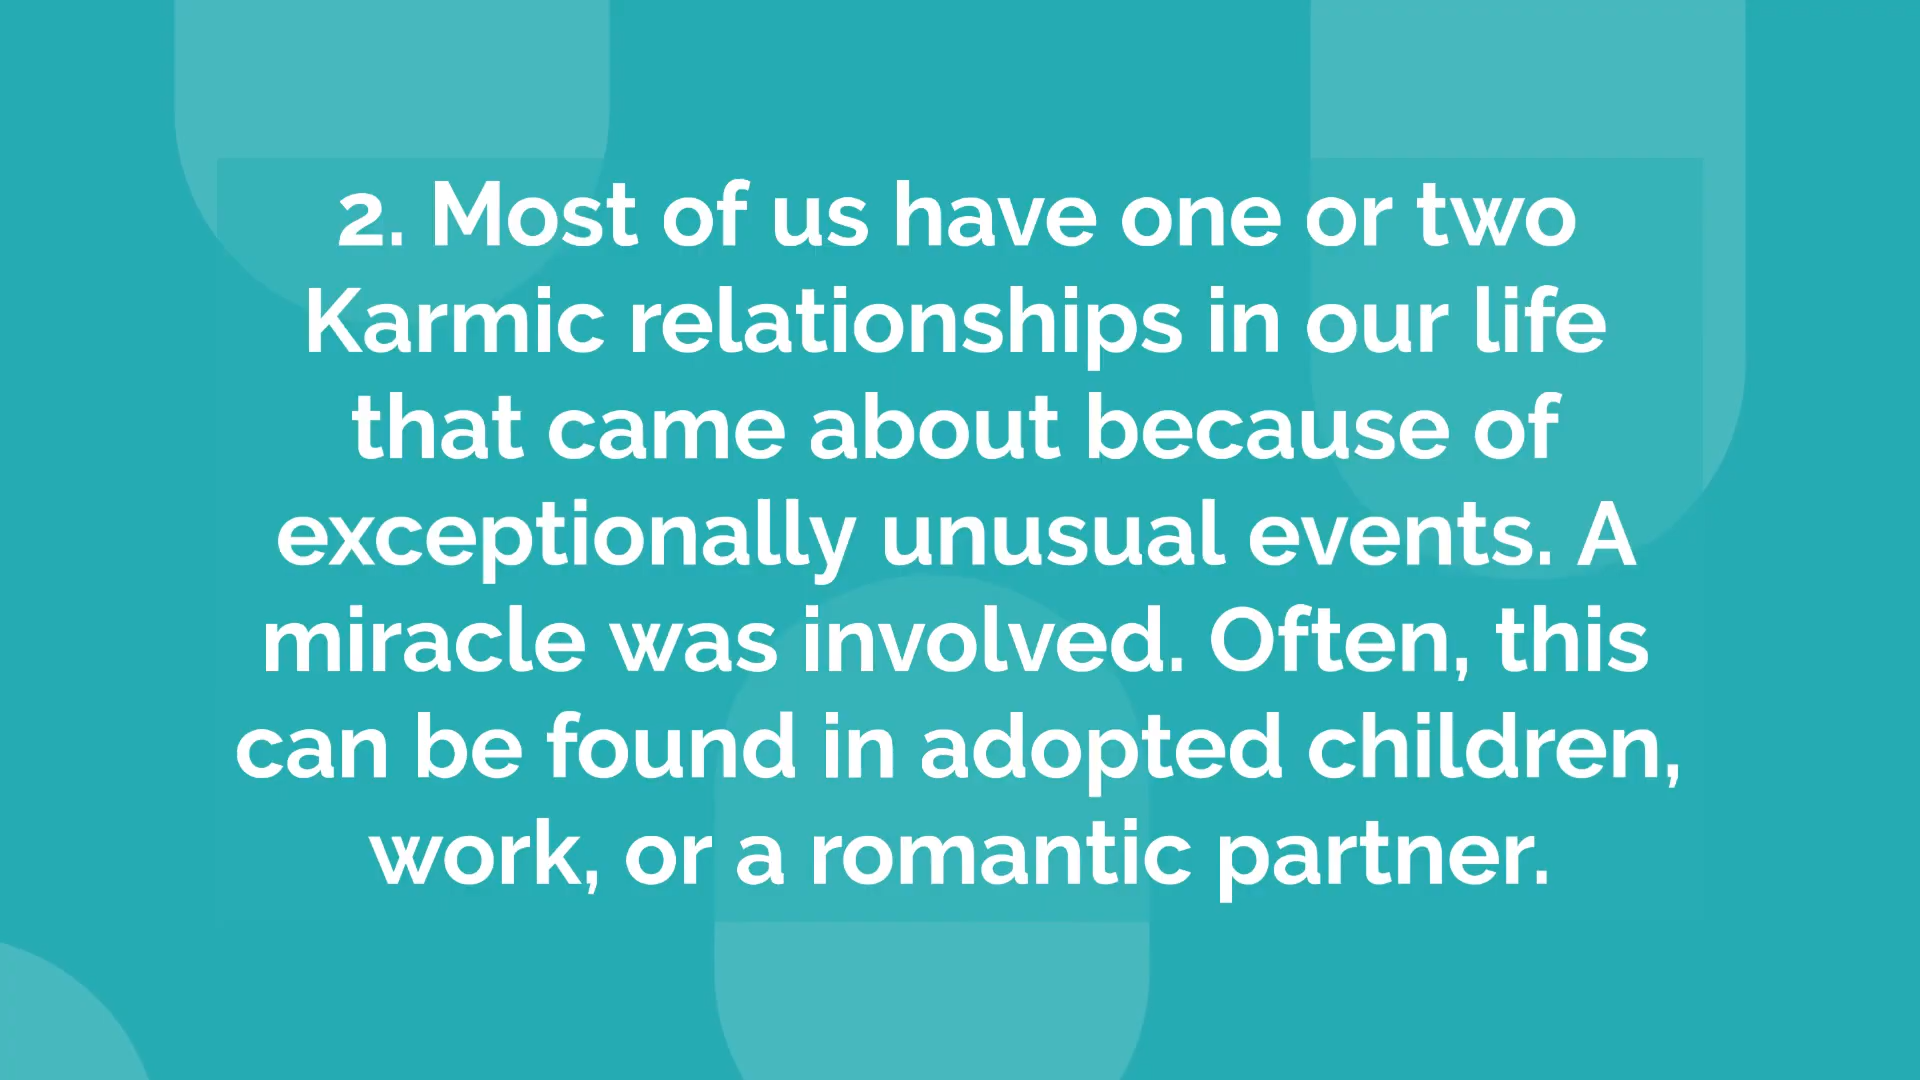 2. Most of us have one or two
Karmic relationships in our life
that came about because of
exceptionally unusual events. A
miracle was involved. Often, this
can be found in adopted children,
work, or a romantic partner.